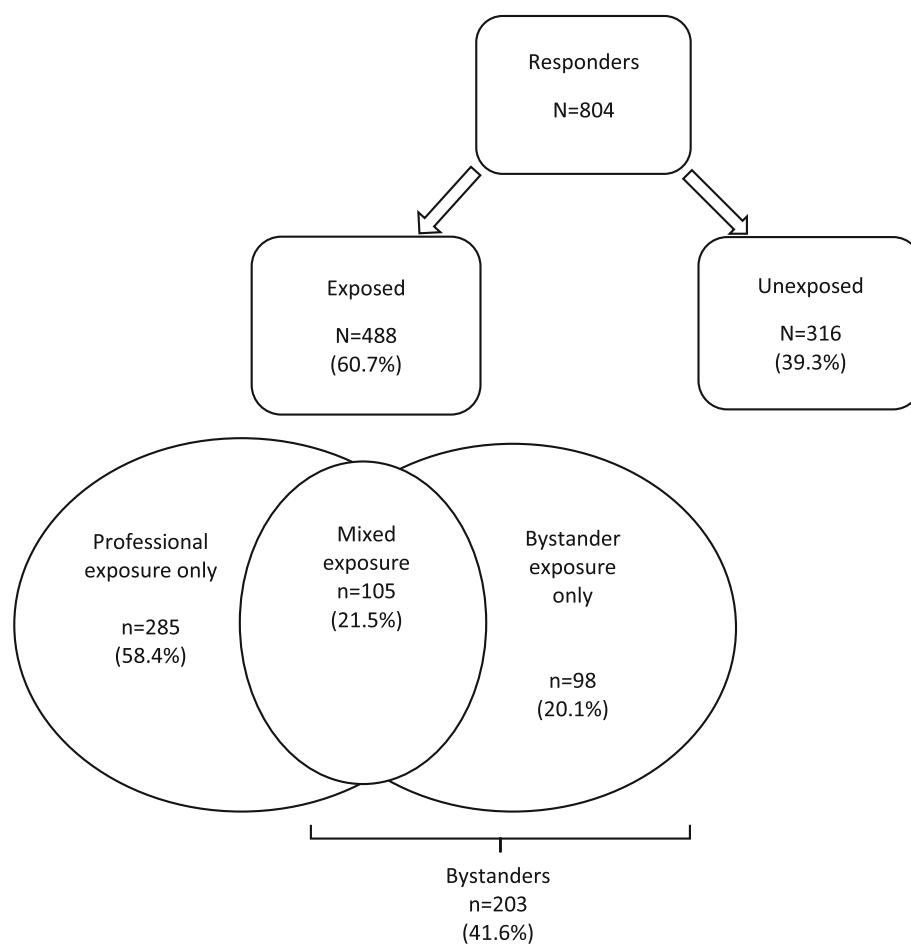 Responders
N=804
Exposed
N=488
(60.7%)
Unexposed
N=316
(39.3%)
Professional
exposure only
n=285
(58.4%)
Mixed
exposure
n=105
(21.5%)
Bystander
exposure
only
n=98
(20.1%)
Bystanders
n=203
(41.6%)